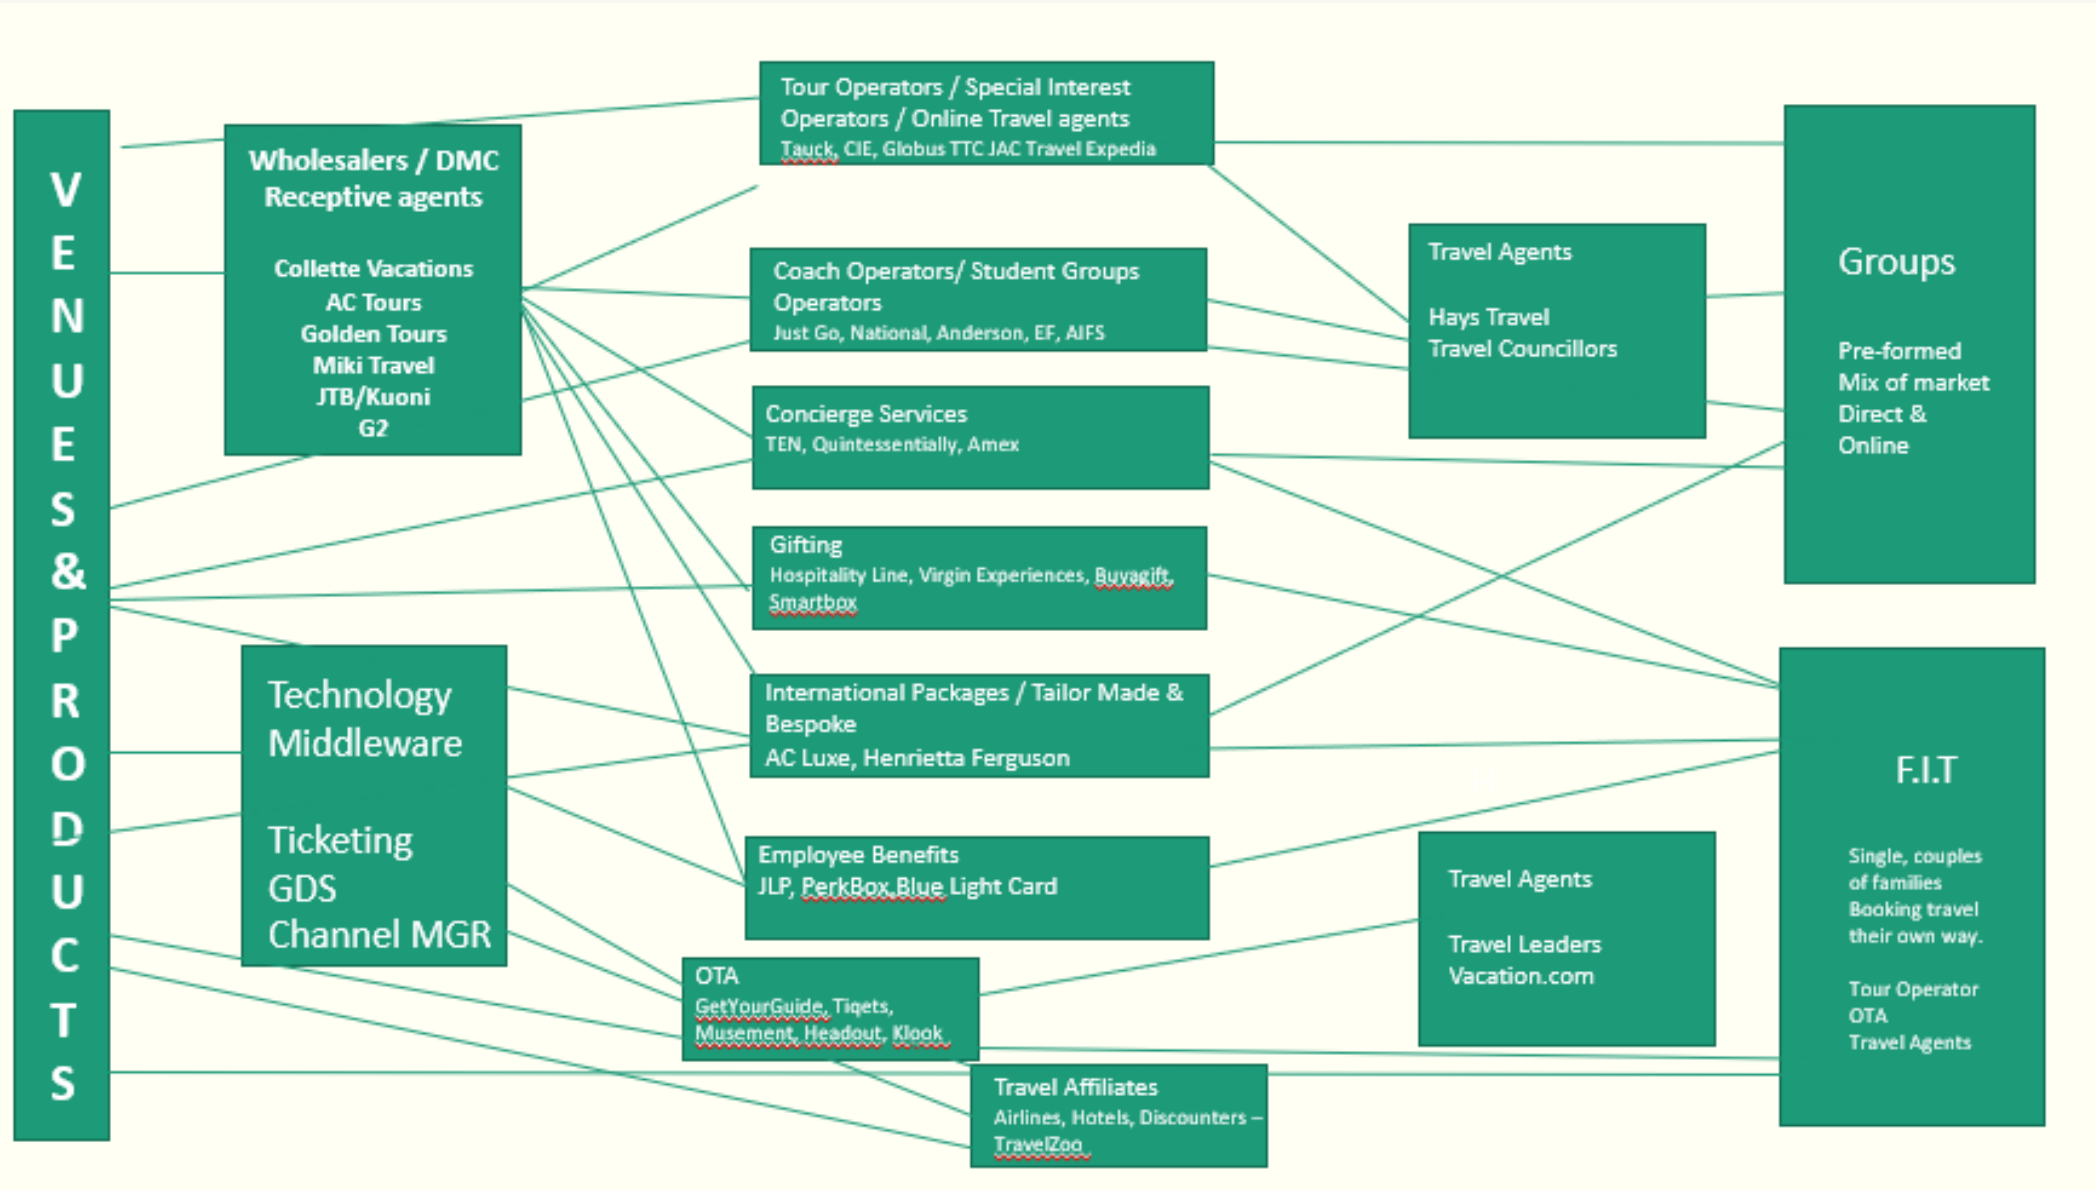 VENUES&PRODUCTS
Wholesalers / DMC
Receptive agents
Collette Vacations
AC Tours
Golden Tours
Miki Travel
JTB/Kuoni
G2
Technology
Middleware
Ticketing
GDS
Channel MGR
Tour Operators / Special Interest
Operators / Online Travel agents
Tauck, CIE, Globus TTC JAC Travel Expedia
Coach Operators/ Student Groups
Operators
Just Go, National, Anderson, EF, AIFS
Concierge Services
TEN, Quintessentially, Amex
Gifting
Hospitality Line, Virgin Experiences, Buyagift,
Smartbox
International Packages / Tailor Made &
Bespoke
AC Luxe, Henrietta Ferguson
Employee Benefits
JLP, PerkBox,Blue Light Card
OTA
GetYourGuide, Tiqets,
Musement, Headout, Klook
Travel Affiliates
Airlines, Hotels, Discounters –
TravelZoo
Travel Agents
Hays Travel
Travel Councillors
Travel Agents
Travel Leaders
Vacation.com
Groups
Pre-formed
Mix of market
Direct &
Online
F.I.T
Single, couples
of families
Booking travel
their own way.
Tour Operator
OTA
Travel Agents